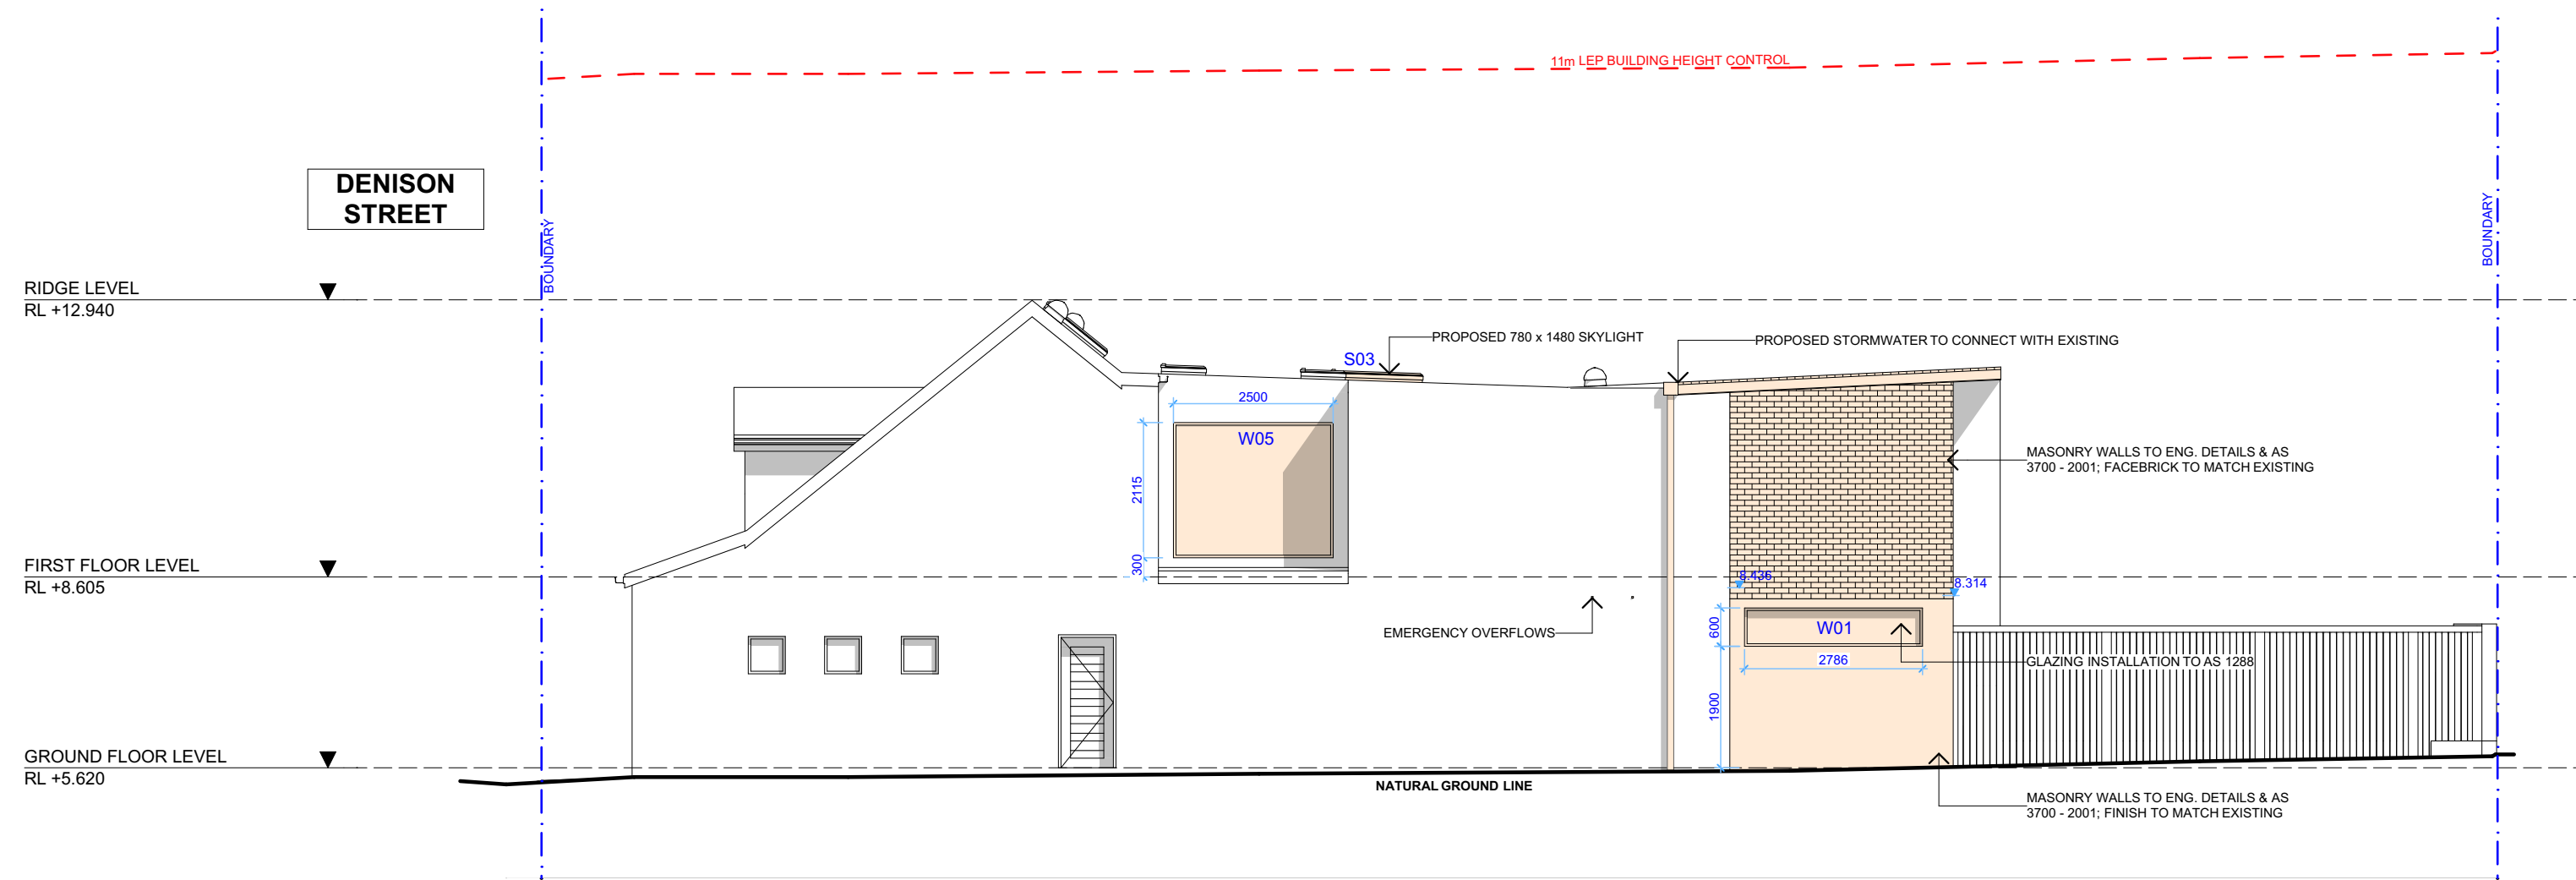 11m LEP BUILDING HEIGHT CONTROL
DENISON
STREET
BOUNDARY
BOUNDARY
RIDGE LEVEL
RL +12.940
PROPOSED 780 x 1480 SKYLIGHT
PROPOSED STORMWATER TO CONNECT WITH EXISTING
S03
2500
W05
2115
300
MASONRY WALLS TO ENG. DETAILS & AS
3700 - 2001; FACEBRICK TO MATCH EXISTING
FIRST FLOOR LEVEL
RL +8.605
8.436
8.314
EMERGENCY OVERFLOWS
600
W01
2786
1900
GLAZING INSTALLATION TO AS 1288
GROUND FLOOR LEVEL
RL +5.620
NATURAL GROUND LINE
MASONRY WALLS TO ENG. DETAILS & AS
3700 - 2001; FINISH TO MATCH EXISTING